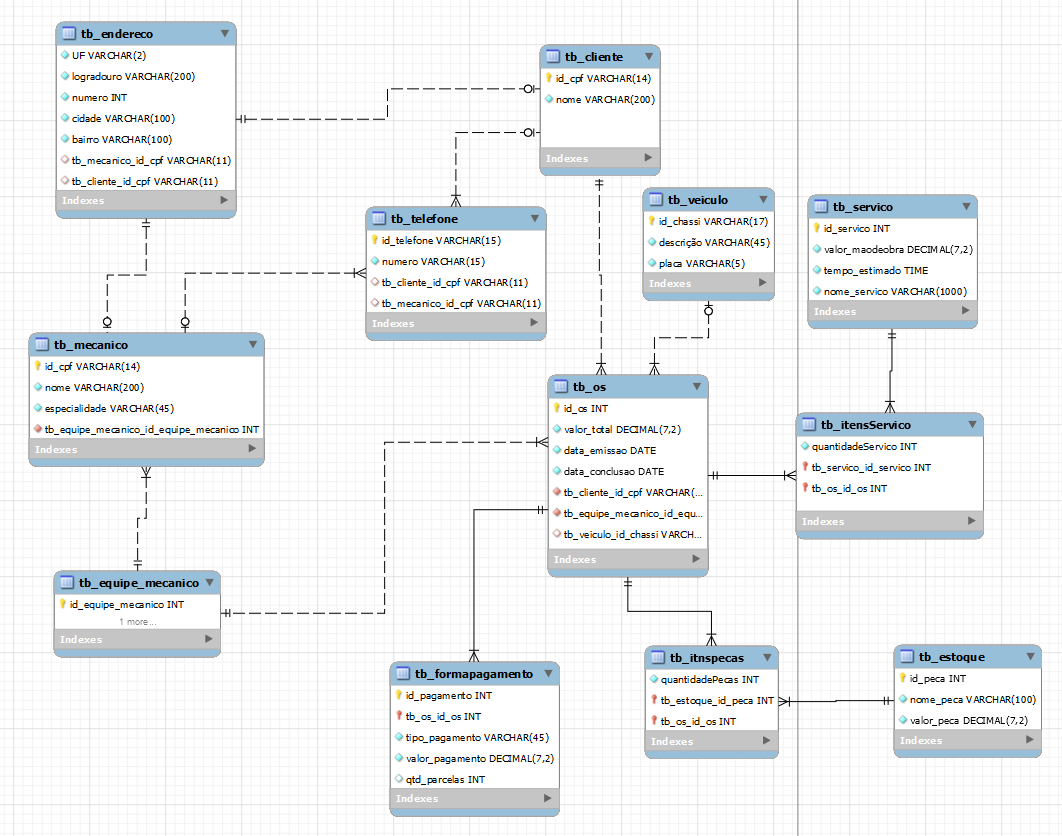 tb_endereco
UF VARCHAR(2)
logradouro VARCHAR(200)
numero INT
cidade VARCHAR(100)
bairro VARCHAR(100)
tb_mecanico_id_cpf VARCHAR(11)
tb_cliente_id_cpf VARCHAR(11)
Indexes
tb_cliente
id_cpf VARCHAR(14)
nome VARCHAR(200)
Indexes
tb_telefone
id_telefone VARCHAR(15)
numero VARCHAR(15)
tb_cliente_id_cpf VARCHAR(11)
tb_mecanico_id_cpf VARCHAR(11)
Indexes
tb_veiculo
id_chassi VARCHAR(17)
descrição VARCHAR(45)
placa VARCHAR(5)
Indexes
tb_servico
id_servico INT
valor_maodeobra DECIMAL(7,2)
tempo_estimado TIME
nome_servico VARCHAR(1000)
Indexes
tb_mecanico
id_cpf VARCHAR(14)
nome VARCHAR(200)
especialidade VARCHAR(45)
tb_equipe_mecanico_id_equipe_mecanico INT
Indexes
tb_os
id_os INT
valor_total DECIMAL(7,2)
data_emissao DATE
data_conclusao DATE
tb_cliente_id_cpf VARCHAR(...
tb_equipe_mecanico_id_equ...
tb_veiculo_id_chassi VARCH...
Indexes
tb_itensServico
quantidadeServico INT
tb_servico_id_servico INT
tb_os_id_os INT
Indexes
tb_equipe_mecanico
id_equipe_mecanico INT
1 more...
Indexes
tb_formapagamento
id_pagamento INT
tb_os_id_os INT
tipo_pagamento VARCHAR(45)
valor_pagamento DECIMAL(7,2)
qtd_parcelas INT
Indexes
tb_itnspecas
quantidadePecas INT
tb_estoque_id_peca INT
tb_os_id_os INT
Indexes
tb_estoque
id_peca INT
nome_peca VARCHAR(100)
valor_peca DECIMAL(7,2)
Indexes